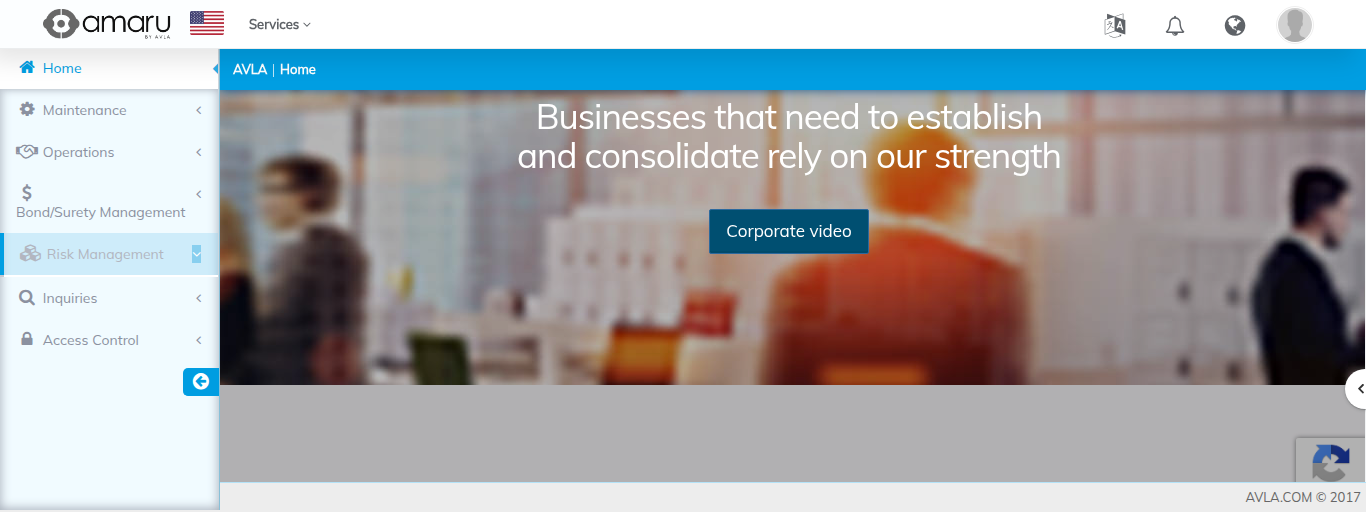 amaru
BY AVLA
Services
Home
AVLA | Home
Maintenance
Operations
Bond/Surety Management
Risk Management
Inquiries
Access Control
Businesses that need to establish
and consolidate rely on our strength
Corporate video
AVLA.COM © 2017